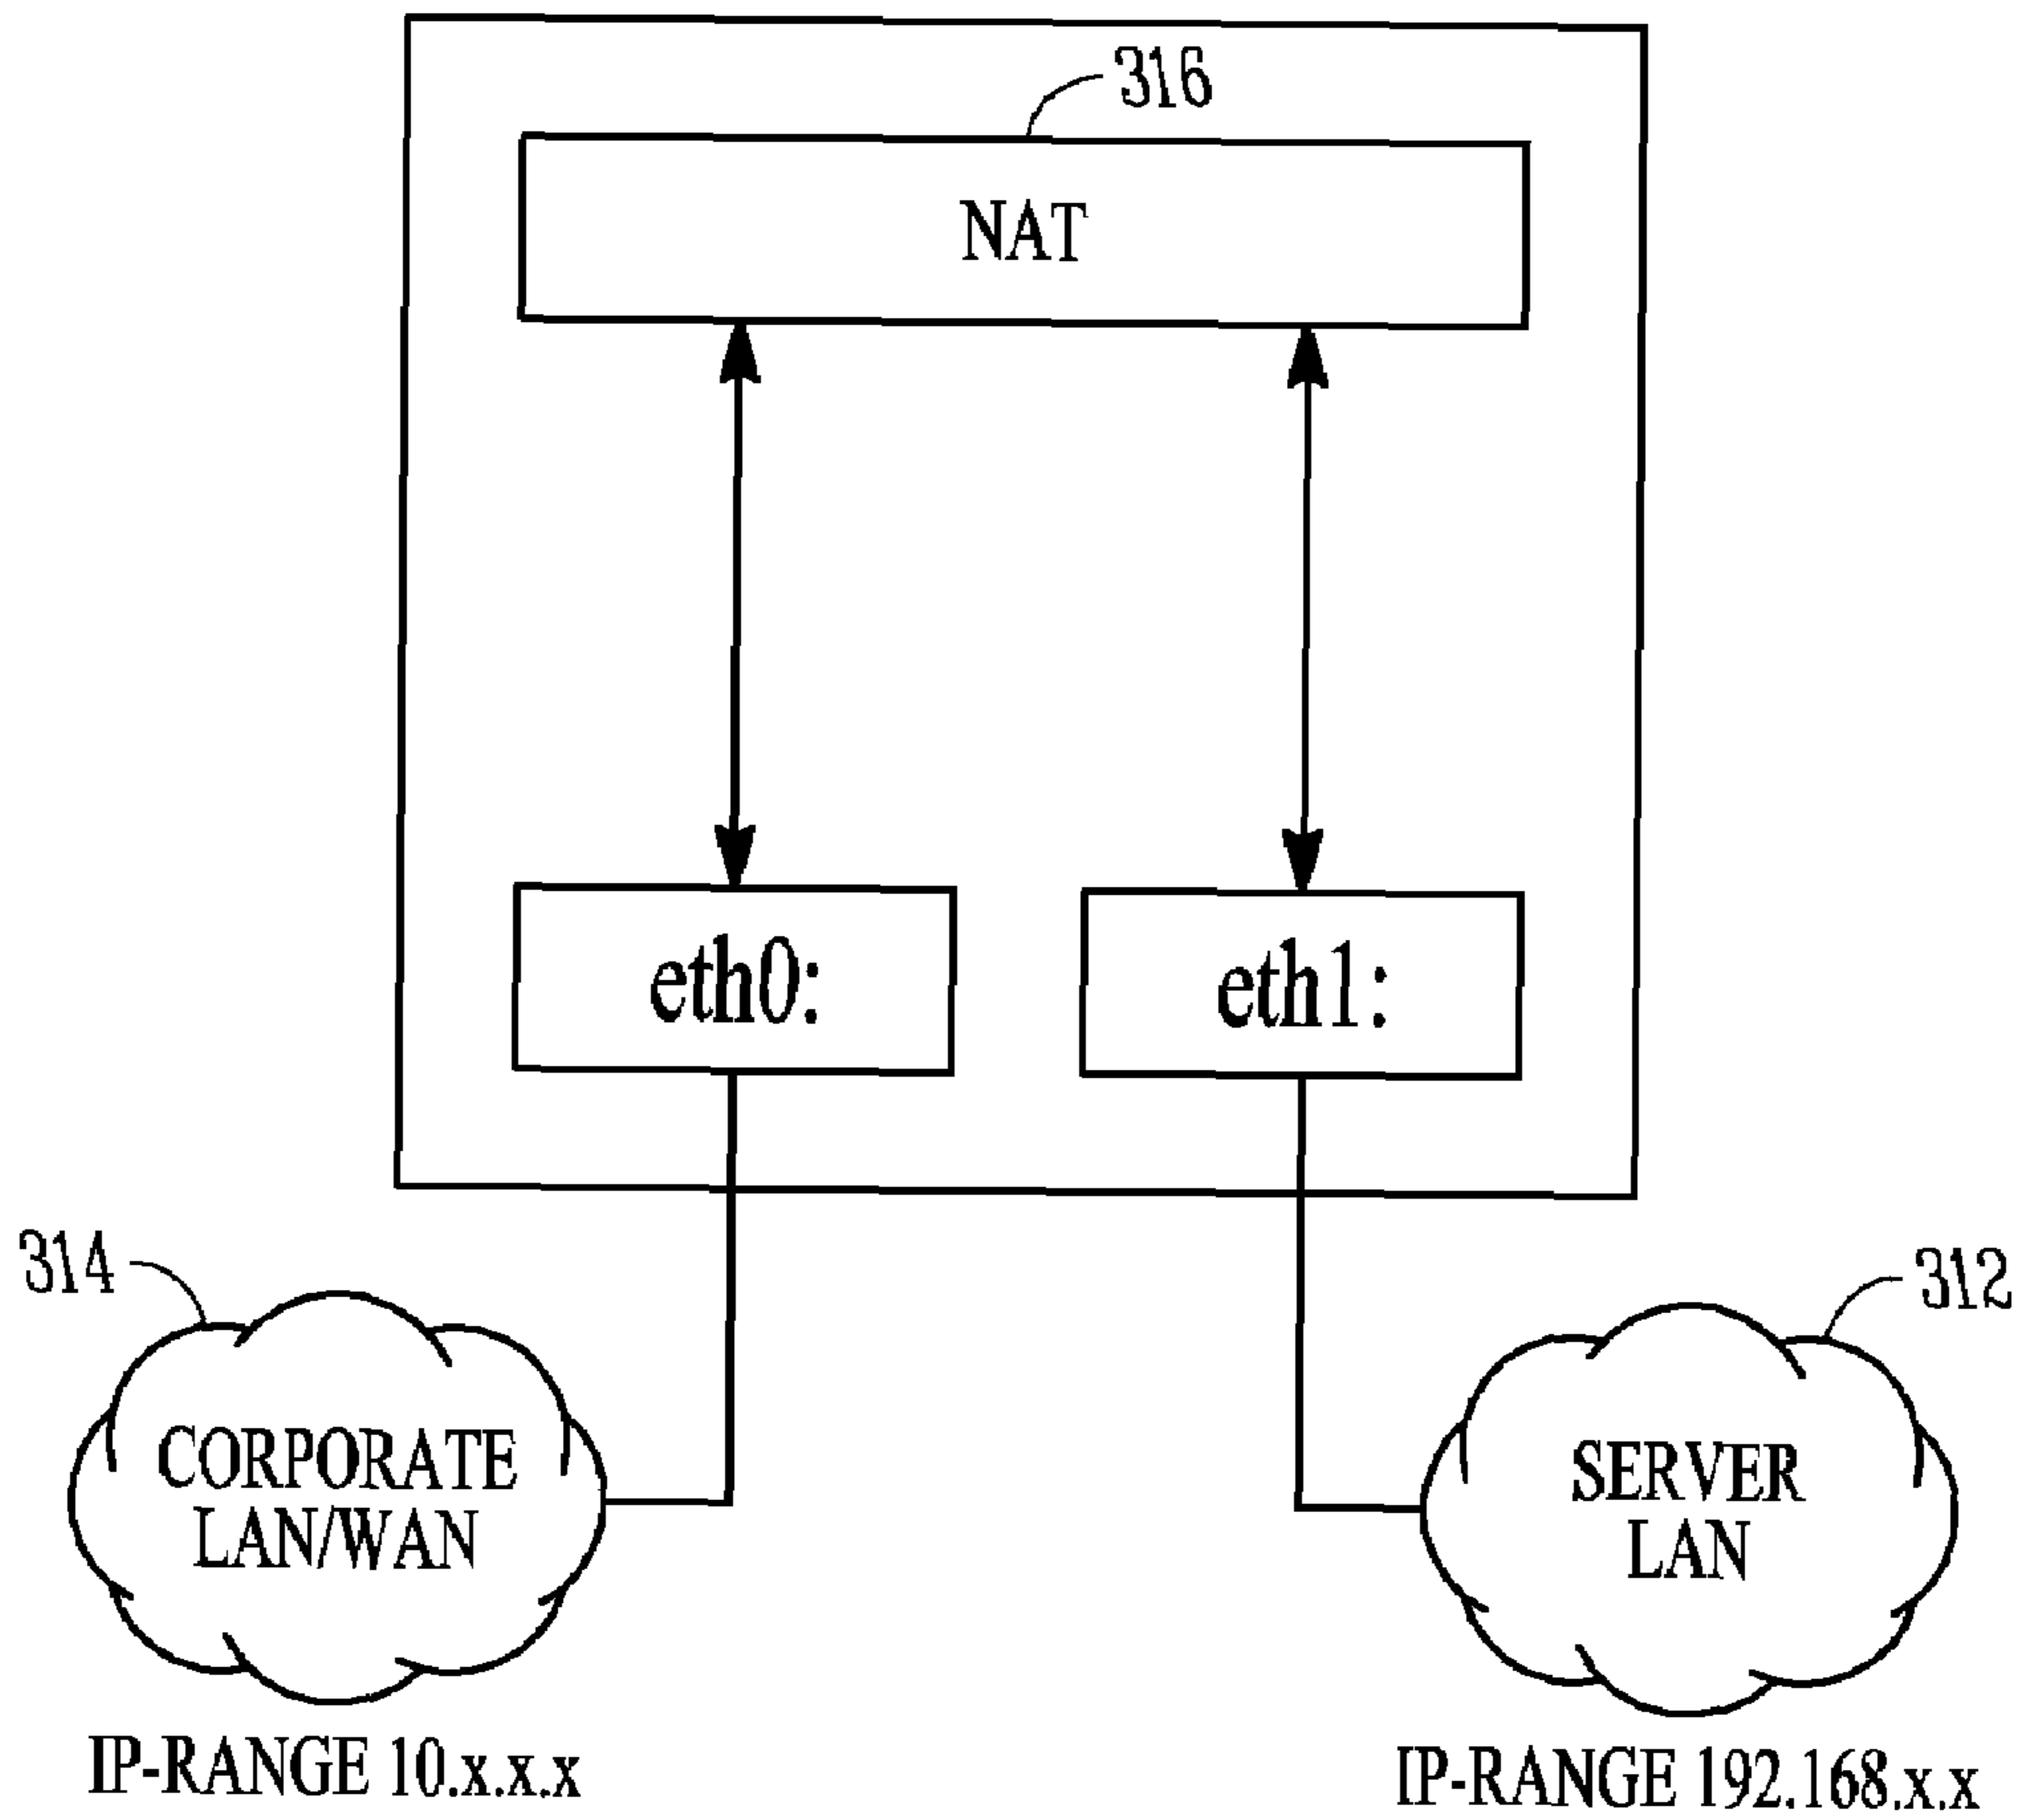 316
NAT
eth0:
eth1:
314
312
CORPORATE
LAN/WAN
SERVER
LAN
IP-RANGE 10.x.x.x
IP-RANGE 192.168.x.x